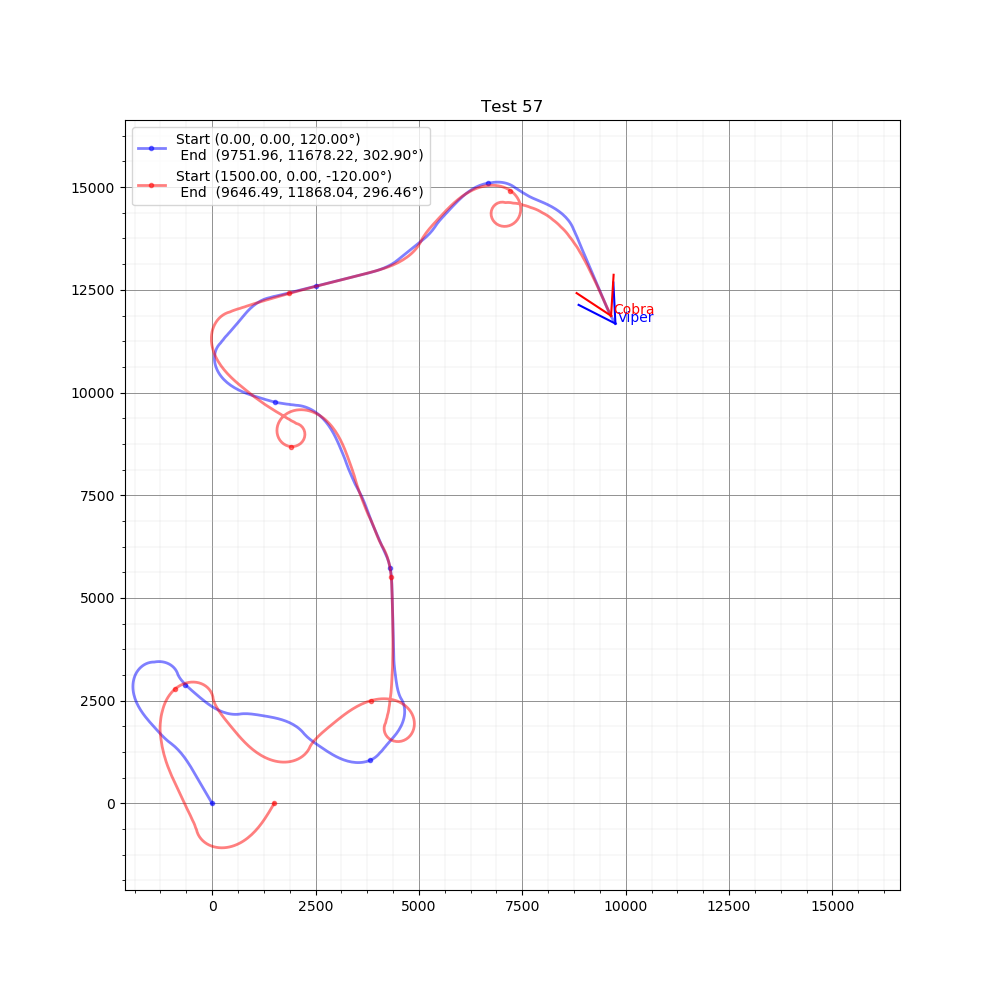 Test 57
Start (0.00, 0.00, 120.00°)
End (9751.96, 11678.22, 302.90°)
Start (1500.00, 0.00, -120.00°)
End (9646.49, 11868.04, 296.46°)
15000
12500
10000
7500
5000
2500
0
Cobra
Viper
0 2500 5000 7500 10000 12500 15000